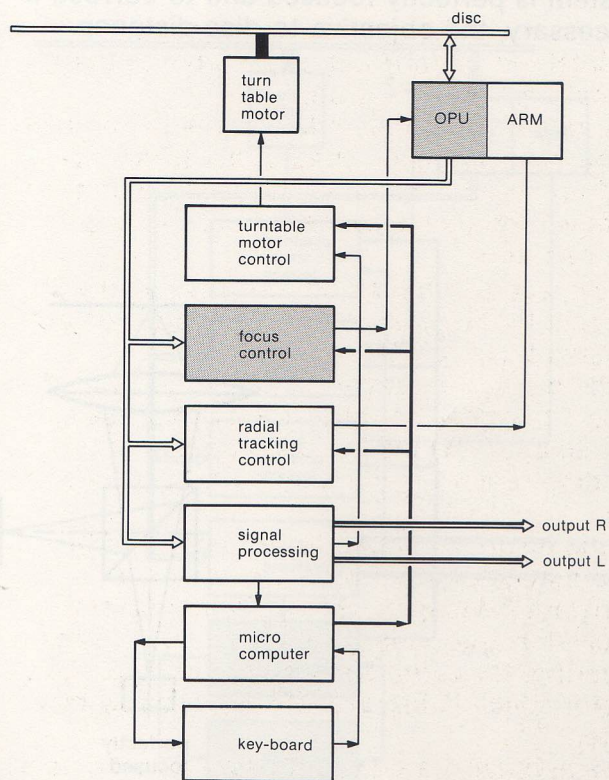 disc
turn
table
motor
OPU
ARM
turntable
motor
control
focus
control
radial
tracking
control
signal
processing
output R
output L
micro
computer
key-board